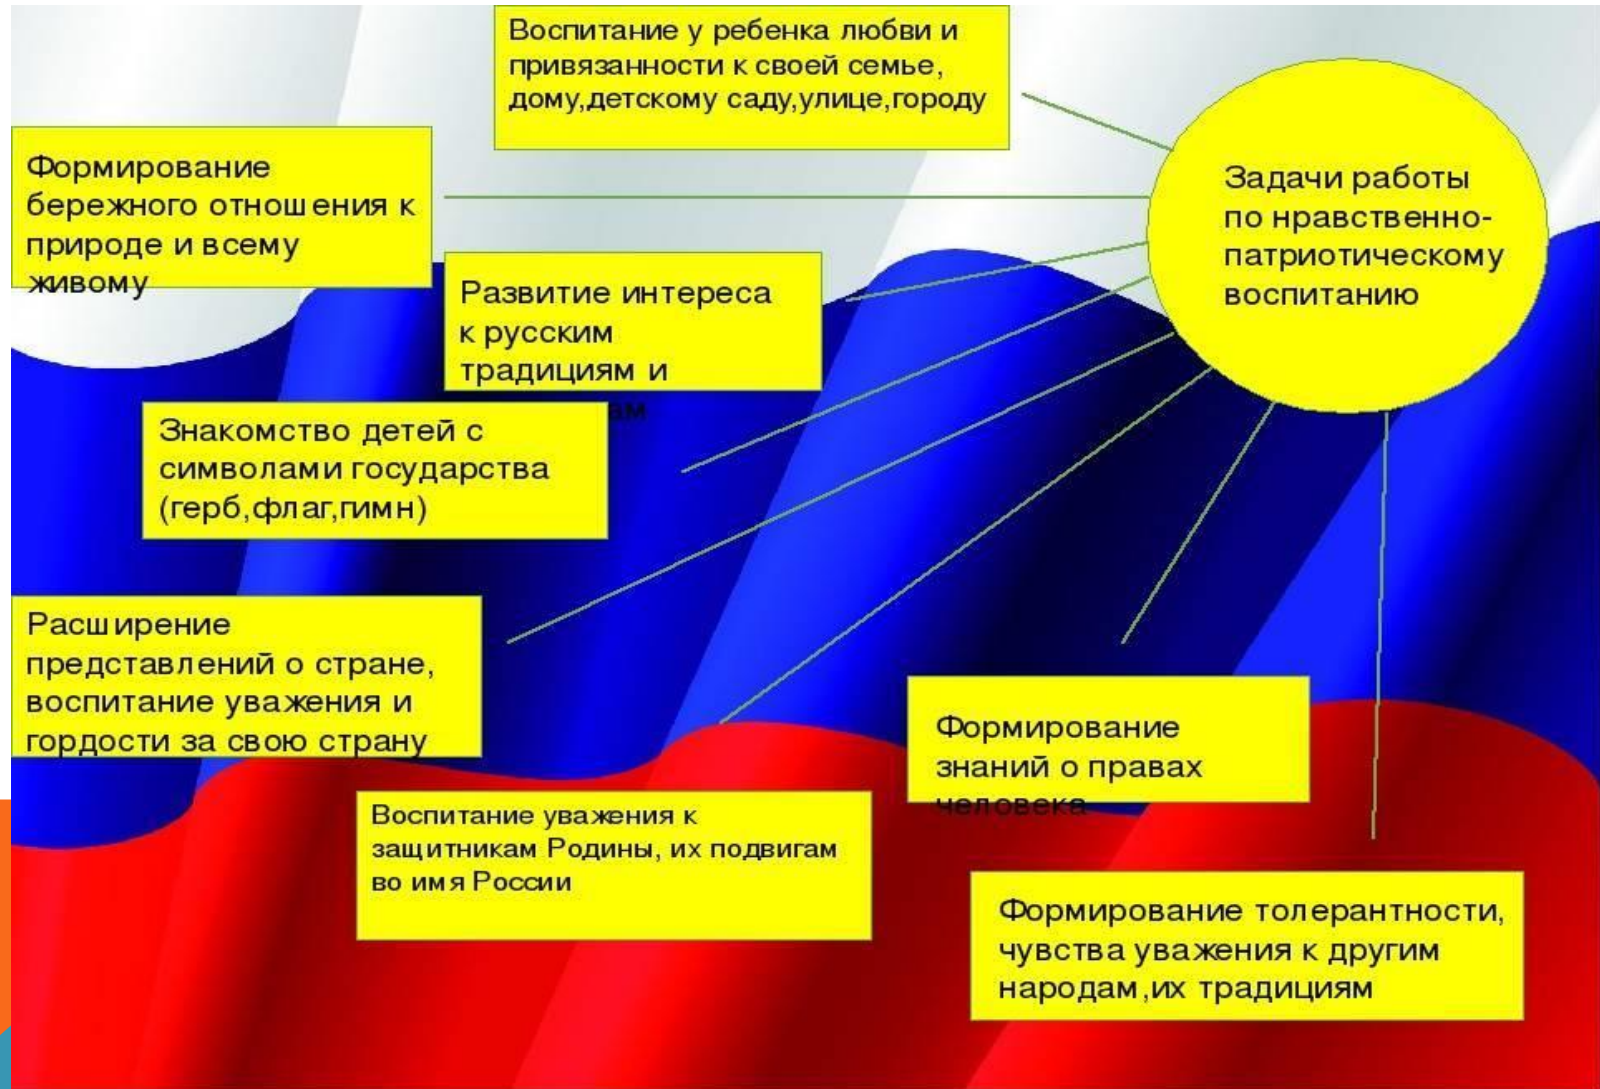 Воспитание у ребенка любви и
привязанности к своей семье,
дому,детскому саду,улице,городу
Задачи работы
по нравственно-
патриотическому
воспитанию
Формирование
бережного отношения к
природе и всему
живому
Развитие интереса
к русским
традициям и
Знакомство детей с
символами государства
(герб,флаг,гимн)
Расширение
представлений о стране,
воспитание уважения и
гордости за свою страну
Формирование
знаний о правах
человека
Воспитание уважения к
защитникам Родины, их подвигам
во имя России
Формирование толерантности,
чувства уважения к другим
народам,их традициям